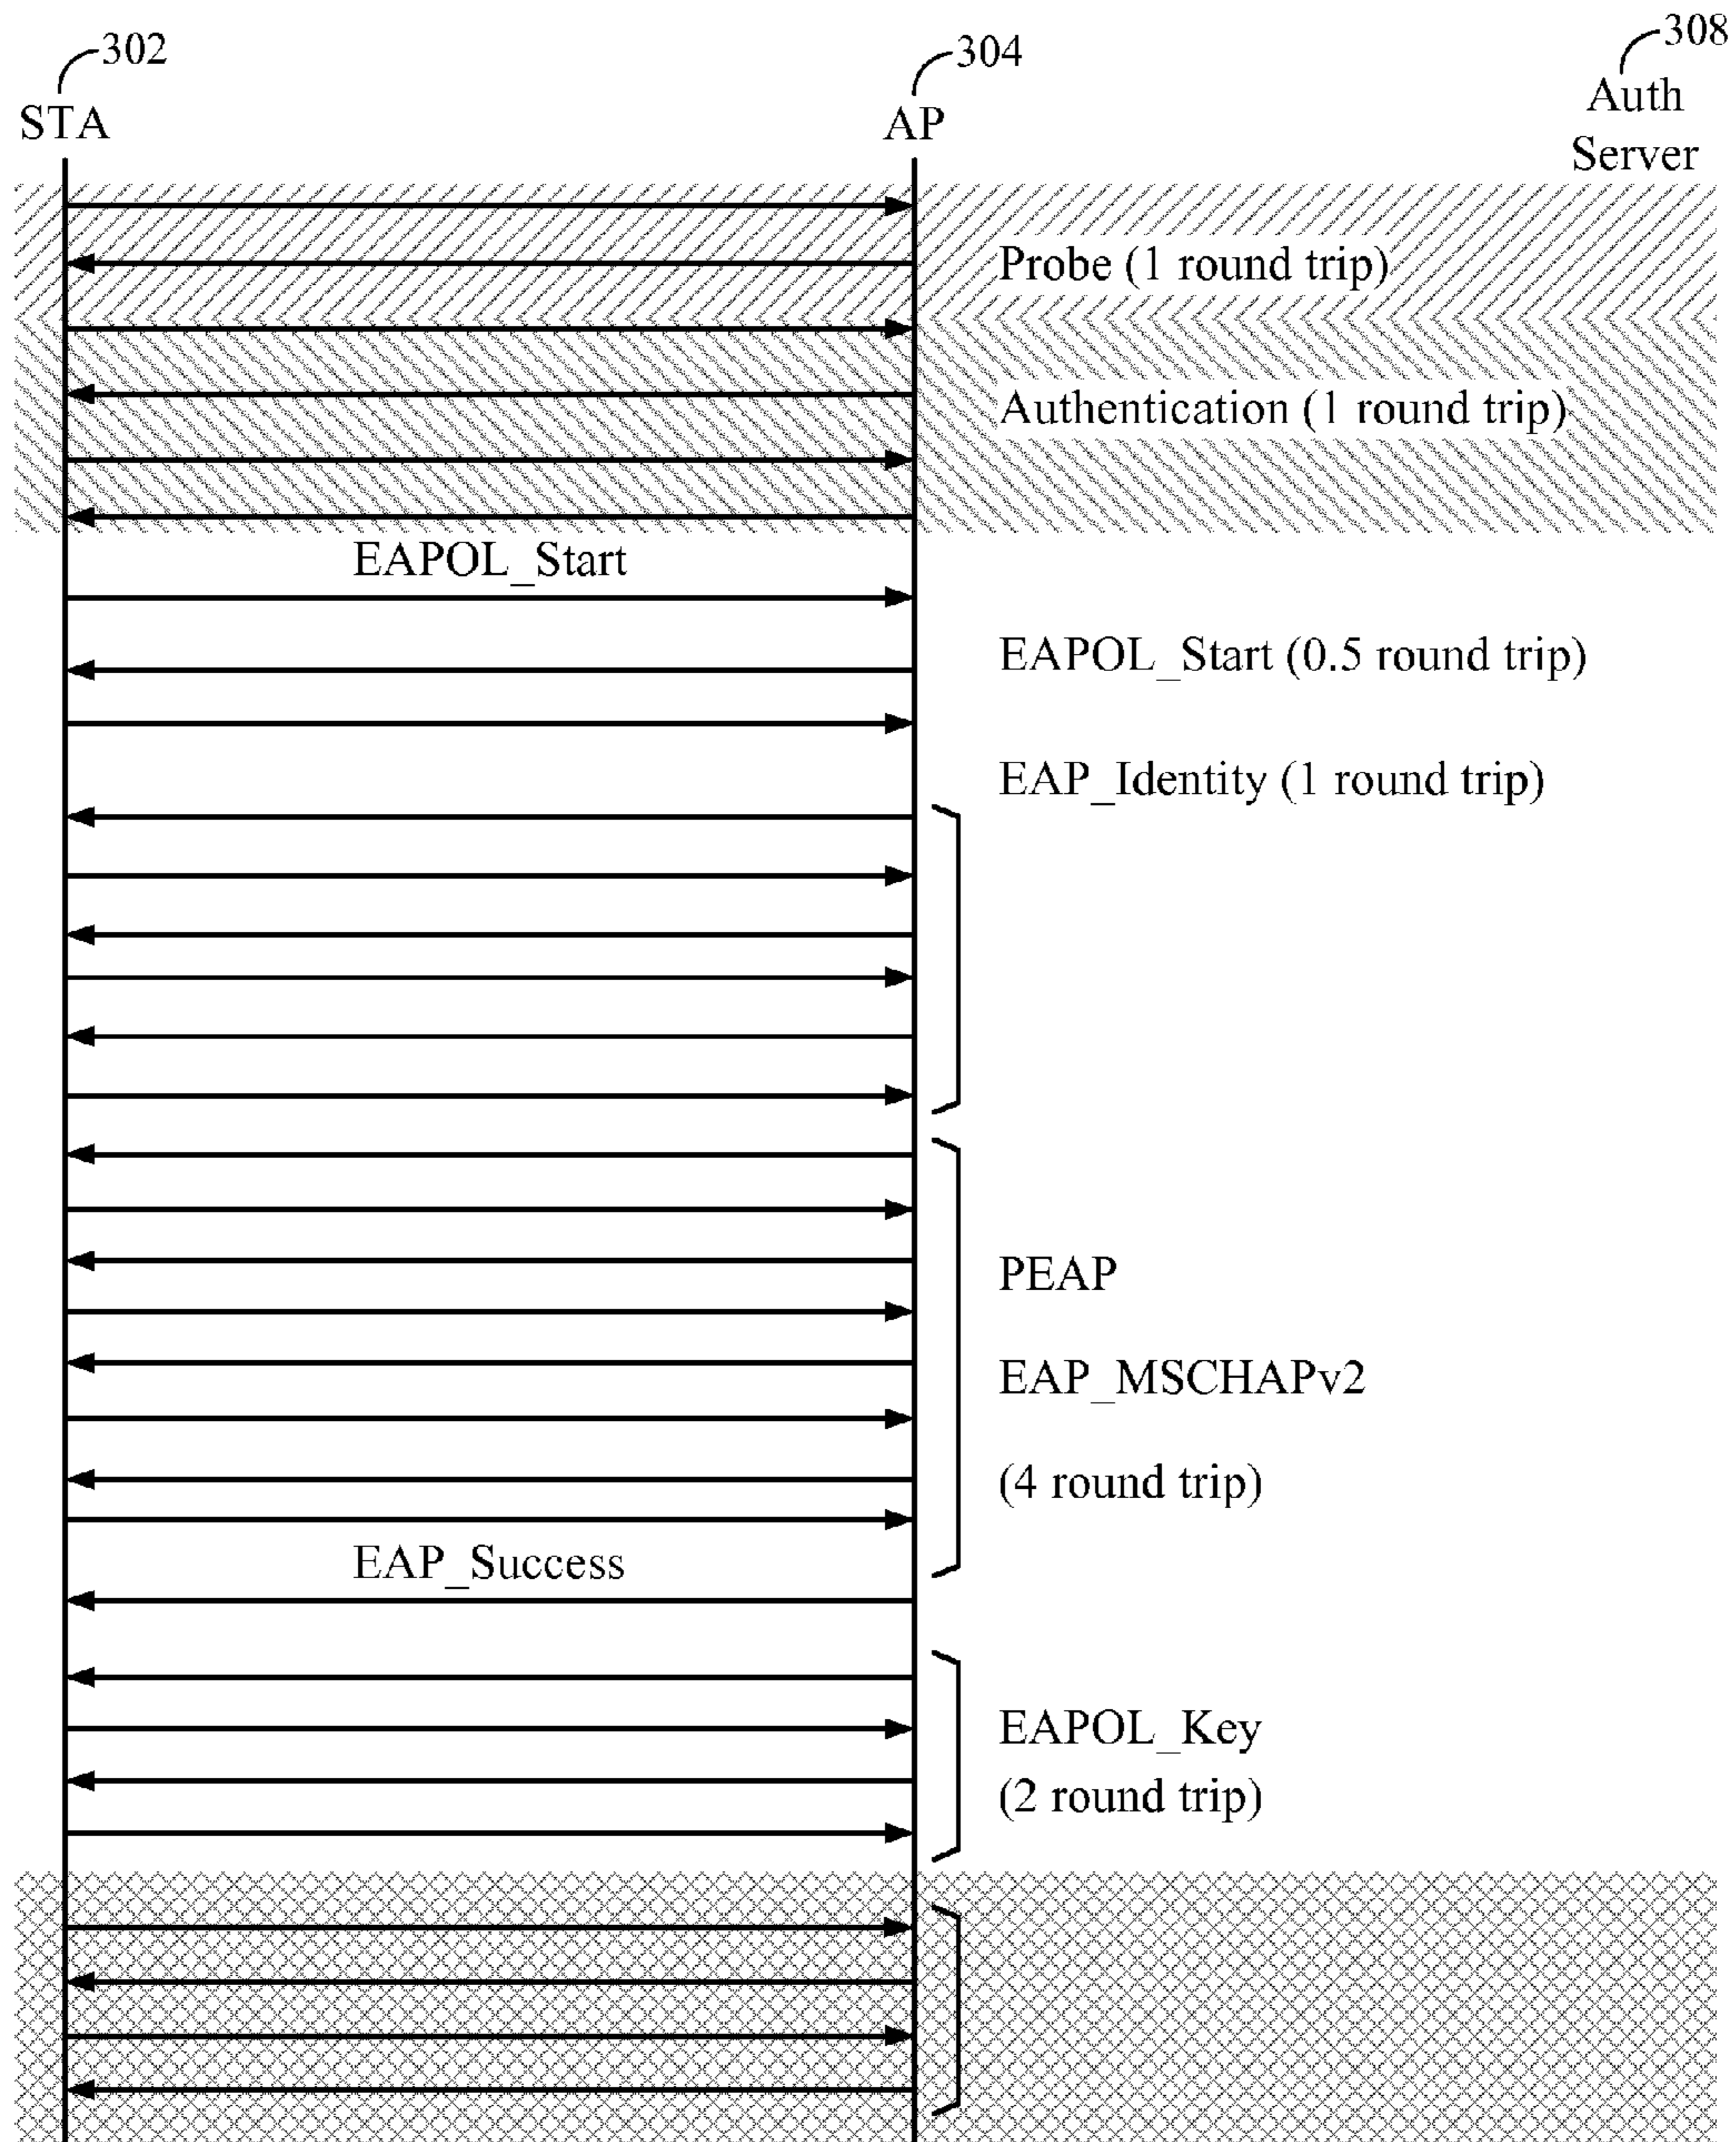 302
304
308
STA
AP
Auth
Server
Probe (1 round trip)
Authentication (1 round trip)
EAPOL_Start
EAPOL_Start (0.5 round trip)
EAP_Identity (1 round trip)
PEAP
EAP_MSCHAPv2
(4 round trip)
EAP_Success
EAPOL_Key
(2 round trip)